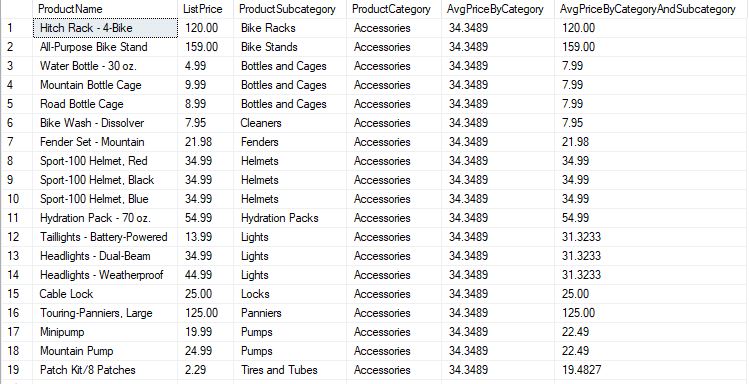 ProductName ListPrice ProductSubcategory ProductCategory AvgPriceByCategory AvgPriceByCategoryAndSubcategory
1 Hitch Rack - 4-Bike 120.00 Bike Racks Accessories 34.3489 120.00
2 All-Purpose Bike Stand 159.00 Bike Stands Accessories 34.3489 159.00
3 Water Bottle - 30 oz. 4.99 Bottles and Cages Accessories 34.3489 7.99
4 Mountain Bottle Cage 9.99 Bottles and Cages Accessories 34.3489 7.99
5 Road Bottle Cage 8.99 Bottles and Cages Accessories 34.3489 7.99
6 Bike Wash - Dissolver 7.95 Cleaners Accessories 34.3489 7.95
7 Fender Set - Mountain 21.98 Fenders Accessories 34.3489 21.98
8 Sport-100 Helmet, Red 34.99 Helmets Accessories 34.3489 34.99
9 Sport-100 Helmet, Black 34.99 Helmets Accessories 34.3489 34.99
10 Sport-100 Helmet, Blue 34.99 Helmets Accessories 34.3489 34.99
11 Hydration Pack - 70 oz. 54.99 Hydration Packs Accessories 34.3489 54.99
12 Taillights - Battery-Powered 13.99 Lights Accessories 34.3489 31.3233
13 Headlights - Dual-Beam 34.99 Lights Accessories 34.3489 31.3233
14 Headlights - Weatherproof 44.99 Lights Accessories 34.3489 31.3233
15 Cable Lock 25.00 Locks Accessories 34.3489 25.00
16 Touring-Panniers, Large 125.00 Panniers Accessories 34.3489 125.00
17 Minipump 19.99 Pumps Accessories 34.3489 22.49
18 Mountain Pump 24.99 Pumps Accessories 34.3489 22.49
19 Patch Kit/8 Patches 2.29 Tires and Tubes Accessories 34.3489 19.4827